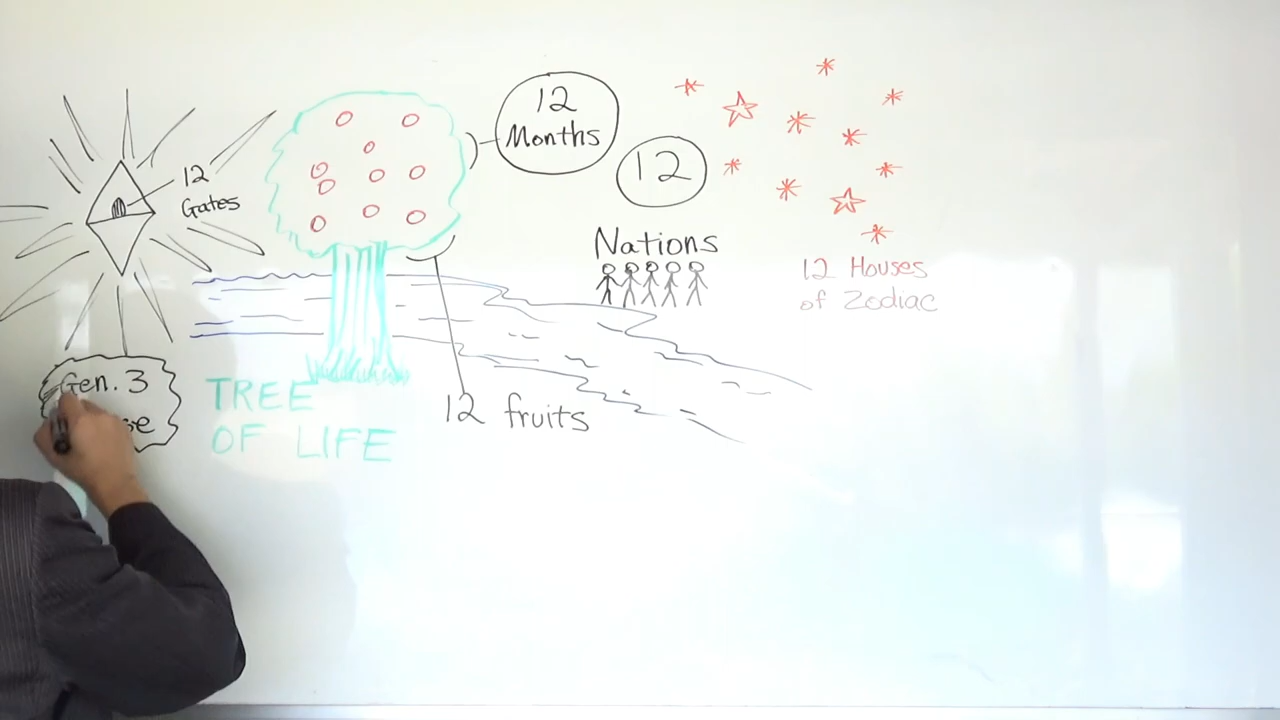 12
Gates
12
Months
12
Nations
12 Houses
of Zodiac
Gen. 3
TREE
OF LIFE
12 fruits